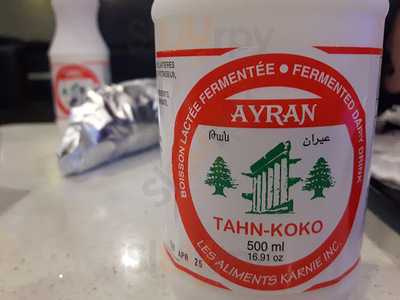 BOISSON LACTÉE FERMENTÉE • FERMENTED DAIRY DRINK
AYRAN
Թան عيران
TAHN-KOKO
500 ml
16.91 oz
LES ALIMENTS KARNIE INC.
APR 25